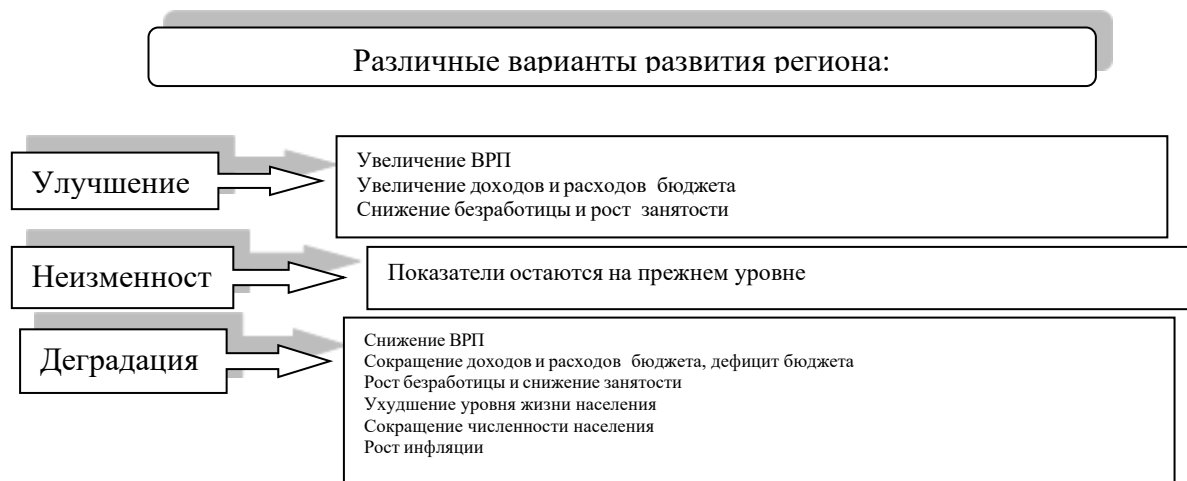 Различные варианты развития региона:
Улучшение
Увеличение ВРП
Увеличение доходов и расходов бюджета
Снижение безработицы и рост занятости
Неизменност
Показатели остаются на прежнем уровне
Деградация
Снижение ВРП
Сокращение доходов и расходов бюджета, дефицит бюджета
Рост безработицы и снижение занятости
Ухудшение уровня жизни населения
Сокращение численности населения
Рост инфляции